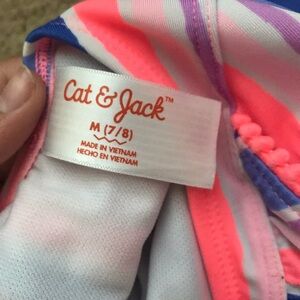 Cat & Jack™
M (7/8)
MADE IN VIETNAM
HECHO EN VIETNAM